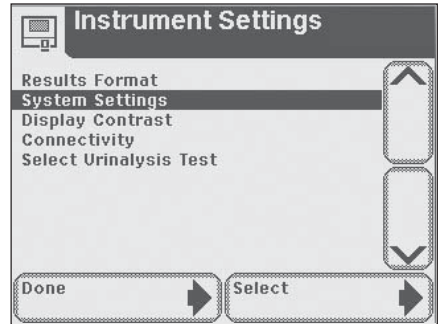 Instrument Settings
Results Format
System Settings
Display Contrast
Connectivity
Select Urinalysis Test
Done
Select